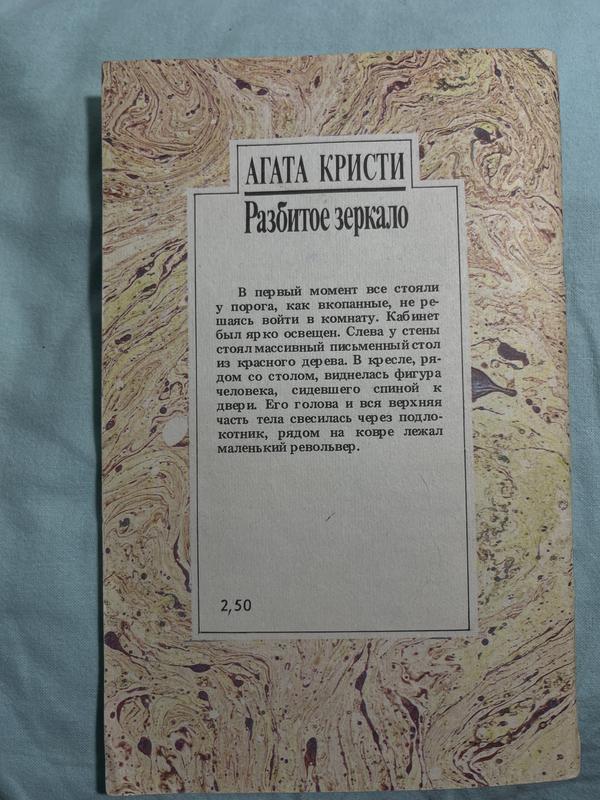 АГАТА КРИСТИ
Разбитое зеркало
В первый момент все стояли
у порога, как вкопанные, не ре-
шаясь войти в комнату. Кабинет
был ярко освещен. Слева у стены
стоял массивный письменный стол
из красного дерева. В кресле, ря-
дом со столом, виднелась фигура
человека, сидевшего спиной к
двери. Его голова и вся верхняя
часть тела свесилась через подло-
котник, рядом на ковре лежал
маленький револьвер.
2,50